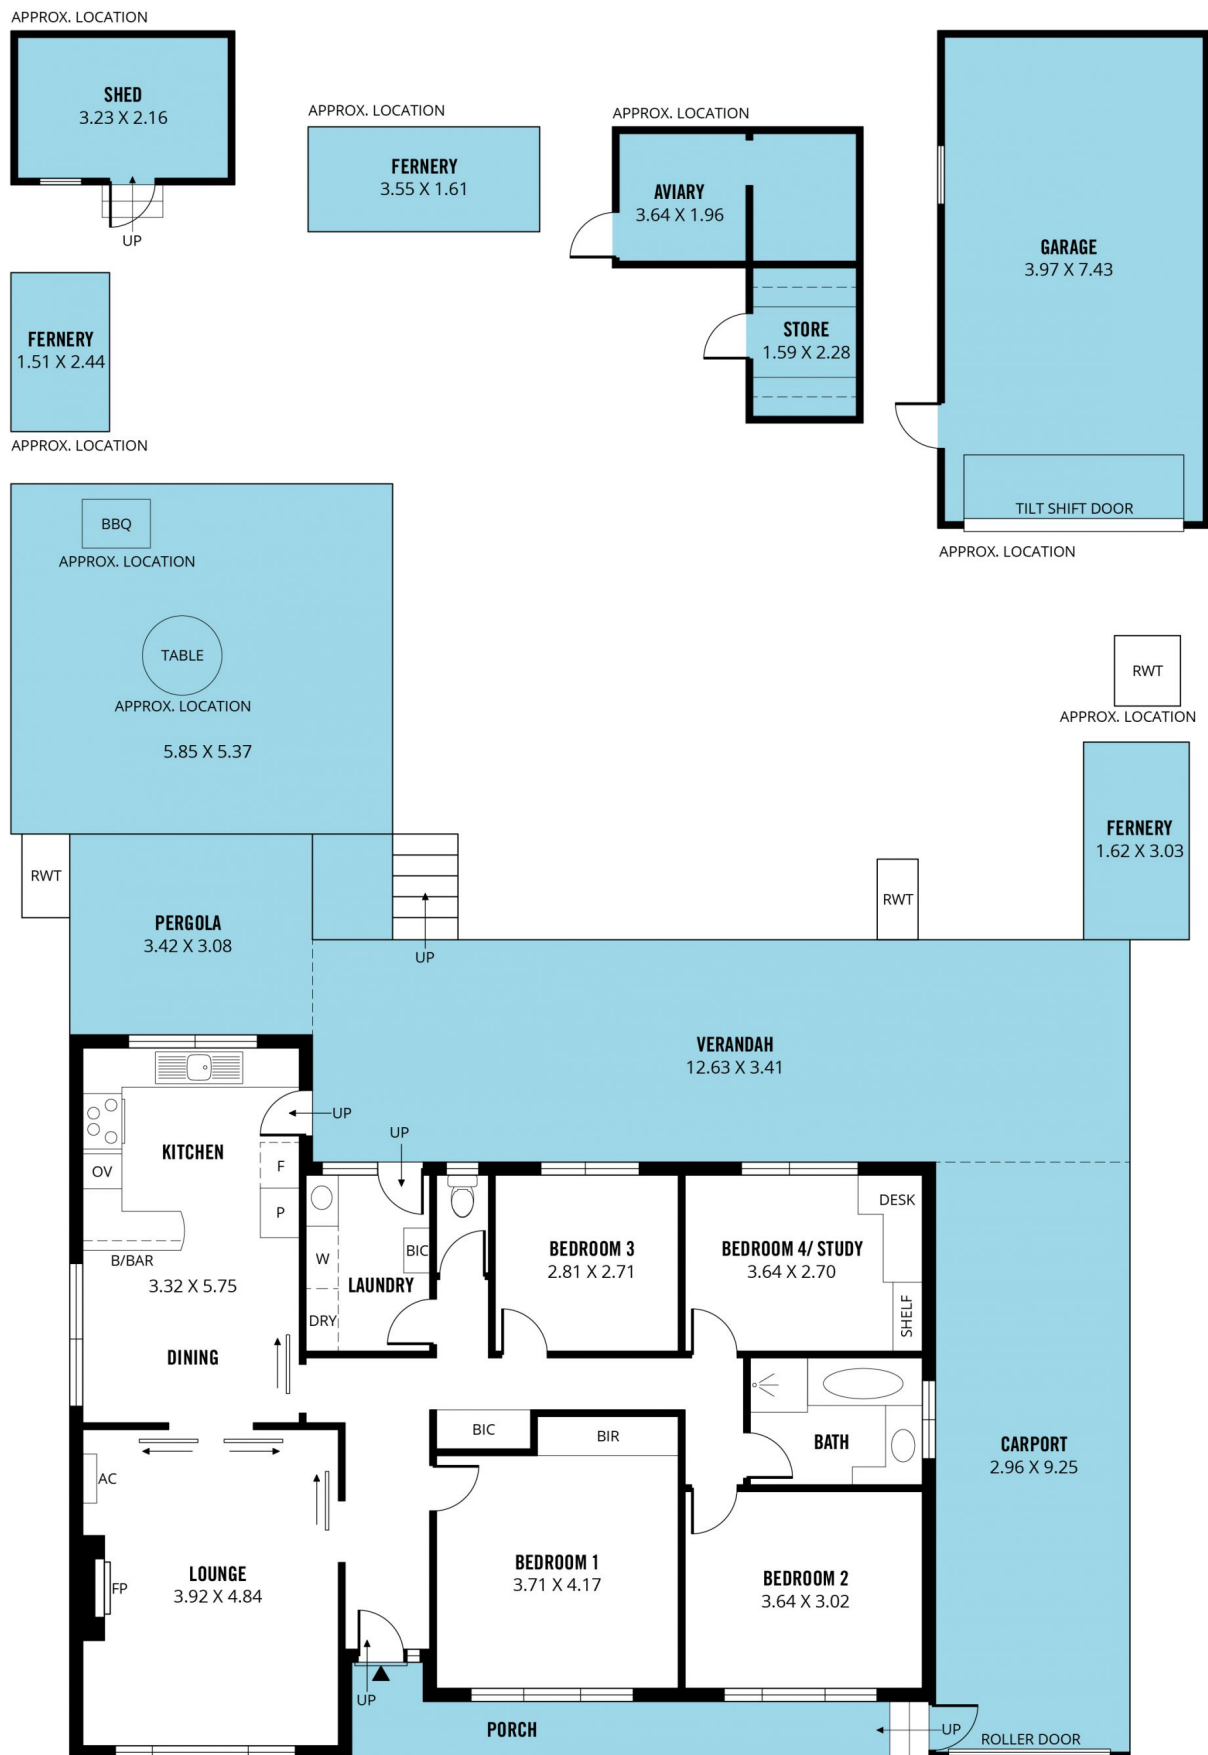 APPROX. LOCATION
SHED
3.23 X 2.16
UP
APPROX. LOCATION
FERNERY
3.55 X 1.61
APPROX. LOCATION
AVIARY
3.64 X 1.96
STORE
1.59 X 2.28
GARAGE
3.97 X 7.43
TILT SHIFT DOOR
APPROX. LOCATION
FERNERY
1.51 X 2.44
APPROX. LOCATION
BBQ
APPROX. LOCATION
TABLE
APPROX. LOCATION
5.85 X 5.37
RWT
APPROX. LOCATION
FERNERY
1.62 X 3.03
RWT
RWT
PERGOLA
3.42 X 3.08
UP
VERANDAH
12.63 X 3.41
UP
UP
KITCHEN
OV
F
P
B/BAR
3.32 X 5.75
DINING
W
BIC
LAUNDRY
DRY
BEDROOM 3
2.81 X 2.71
BEDROOM 4/ STUDY
3.64 X 2.70
DESK
SHELF
BIC
BIR
BATH
CARPORT
2.96 X 9.25
AC
FP
LOUNGE
3.92 X 4.84
BEDROOM 1
3.71 X 4.17
BEDROOM 2
3.64 X 3.02
UP
PORCH
UP
ROLLER DOOR